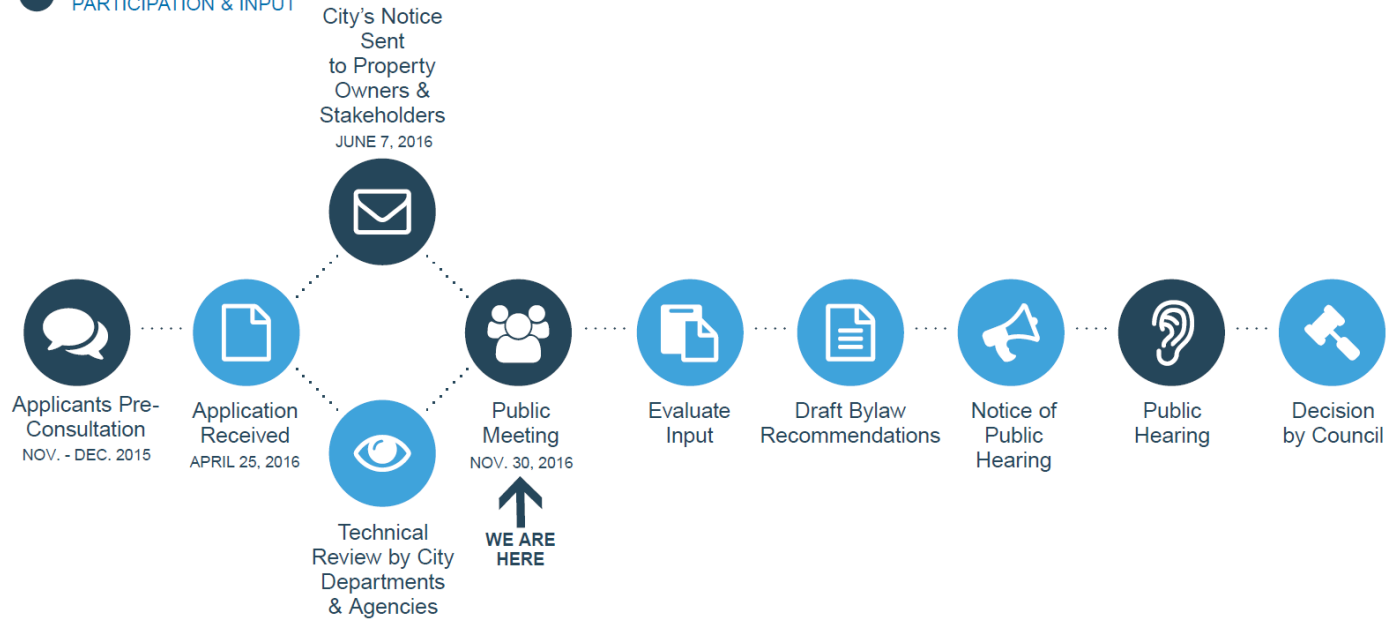 PARTICIPATION & INPUT
City's Notice
Sent
to Property
Owners &
Stakeholders
JUNE 7, 2016
Applicants Pre-
Consultation
NOV. - DEC. 2015
Application
Received
APRIL 25, 2016
Technical
Review by City
Departments
& Agencies
Public
Meeting
NOV. 30, 2016
WE ARE
HERE
Evaluate
Input
Draft Bylaw
Recommendations
Notice of
Public
Hearing
Public
Hearing
Decision
by Council